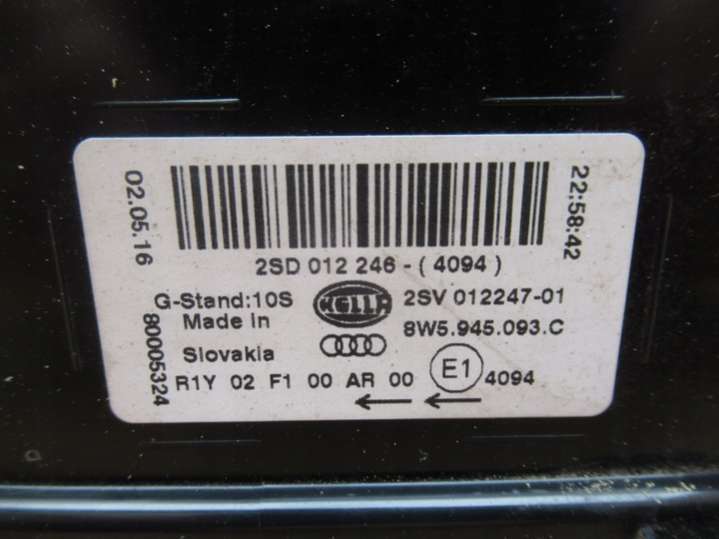 02.05.16
22:58:42
2SD 012 246-(4094)
G-Stand:10S
HELLA
2SV 012247-01
Made in
8W5.945.093.C
Slovakia
80005324
R1Y 02 F1 00 AR 00 E1 4094